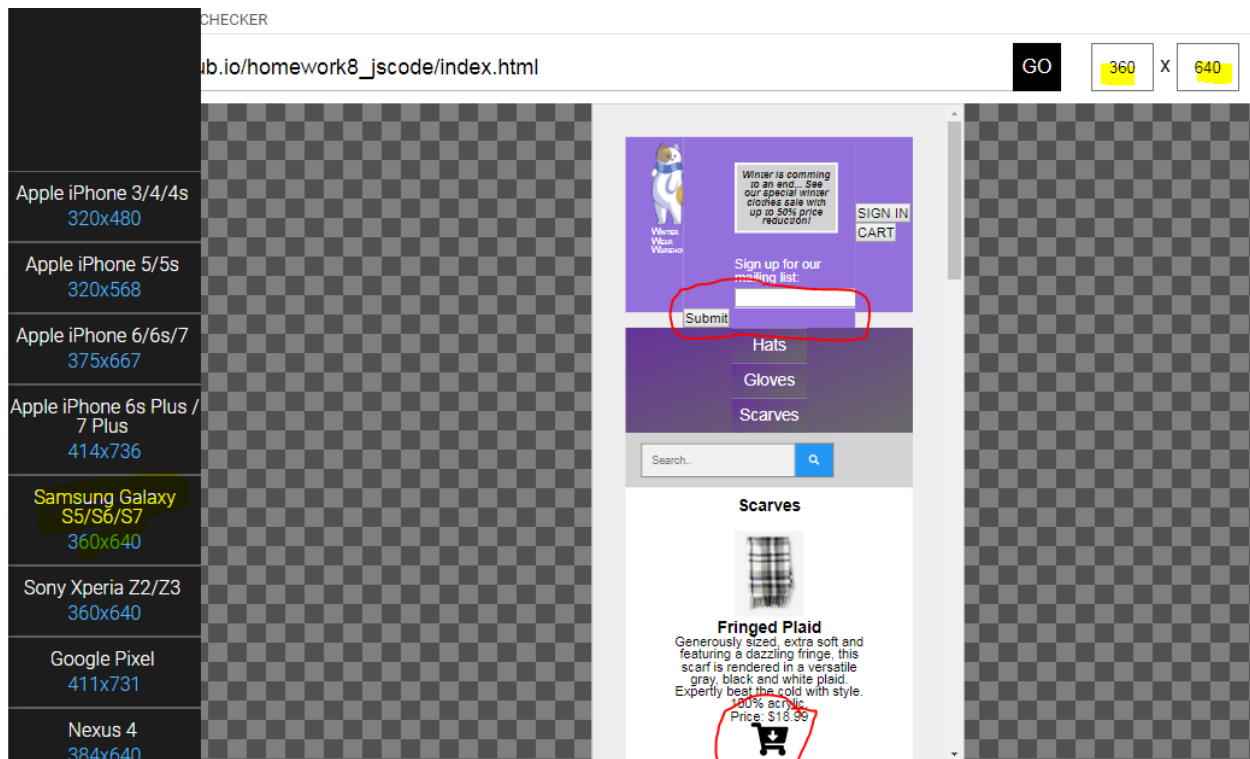 CHECKER
ub.io/homework8_jscode/index.html
GO
360 X 640
Apple iPhone 3/4/4s
320x480
Apple iPhone 5/5s
320x568
Apple iPhone 6/6s/7
375x667
Apple iPhone 6s Plus /
7 Plus
414x736
Samsung Galaxy
S5/S6/S7
360x640
Sony Xperia Z2/Z3
360x640
Google Pixel
411x731
Nexus 4
384x640
Winter
Wear
Wareho
Winter is comming
to an end... See
our special winter
clothes sale with
up to 50% price
reduction!
SIGN IN
CART
Sign up for our
mailing list:
Submit
Hats
Gloves
Scarves
Search..
Scarves
Fringed Plaid
Generously sized, extra soft and
featuring a dazzling fringe, this
scarf is rendered in a versatile
gray, black and white plaid.
Expertly beat the cold with style.
100% acrylic.
Price: $18.99